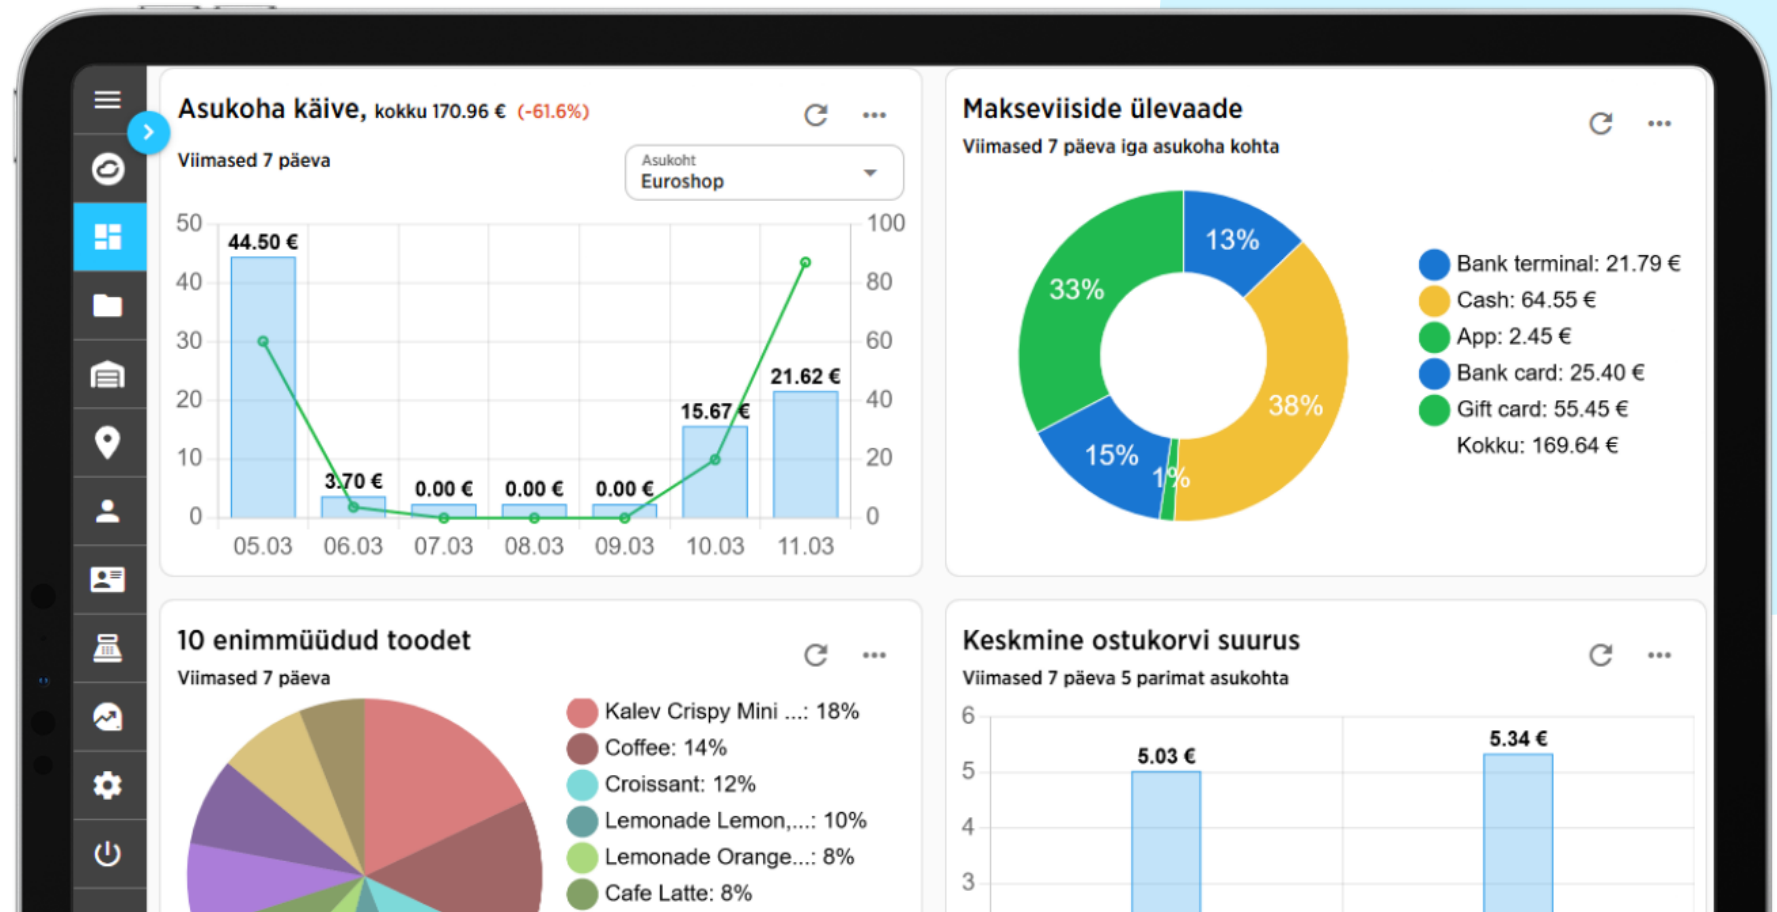 Asukoha käive, kokku 170.96 € (-61.6%)
Viimased 7 päeva
Asukoht
Euroshop
50
40
30
20
10
0
100
80
60
40
20
0
44.50 €
3.70 €
0.00 €
0.00 €
0.00 €
15.67 €
21.62 €
05.03
06.03
07.03
08.03
09.03
10.03
11.03
Makseviiside ülevaade
Viimased 7 päeva iga asukoha kohta
13%
33%
38%
15%
1%
Bank terminal: 21.79 €
Cash: 64.55 €
App: 2.45 €
Bank card: 25.40 €
Gift card: 55.45 €
Kokku: 169.64 €
10 enimmüüdud toodet
Viimased 7 päeva
Kalev Crispy Mini ...: 18%
Coffee: 14%
Croissant: 12%
Lemonade Lemon,...: 10%
Lemonade Orange...: 8%
Cafe Latte: 8%
Keskmine ostukorvi suurus
Viimased 7 päeva 5 parimat asukohta
6
5
4
3
5.03 €
5.34 €